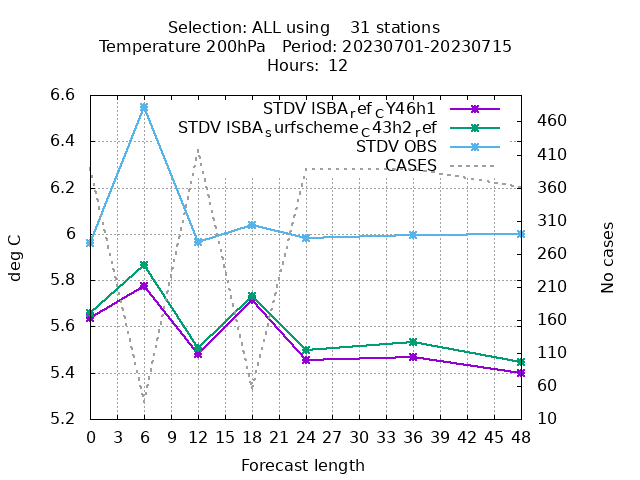 Selection: ALL using    31 stations
Temperature 200hPa   Period: 20230701-20230715
Hours:  12
STDV ISBA_ref_CY46h1
STDV ISBA_surfscheme_C43h2_ref
STDV OBS
CASES
deg C
6.6
6.4
6.2
6
5.8
5.6
5.4
5.2
No cases
460
410
360
310
260
210
160
110
60
10
0 3 6 9 12 15 18 21 24 27 30 33 36 39 42 45 48
Forecast length